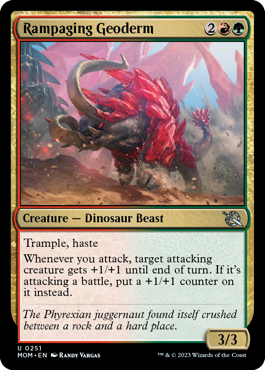 Rampaging Geoderm
2
Creature — Dinosaur Beast
Trample, haste
Whenever you attack, target attacking
creature gets +1/+1 until end of turn. If it's
attacking a battle, put a +1/+1 counter on
it instead.
The Phyrexian juggernaut found itself crushed
between a rock and a hard place.
3/3
U 0251
MOM • EN RANDY VARGAS
™ & © 2023 Wizards of the Coast